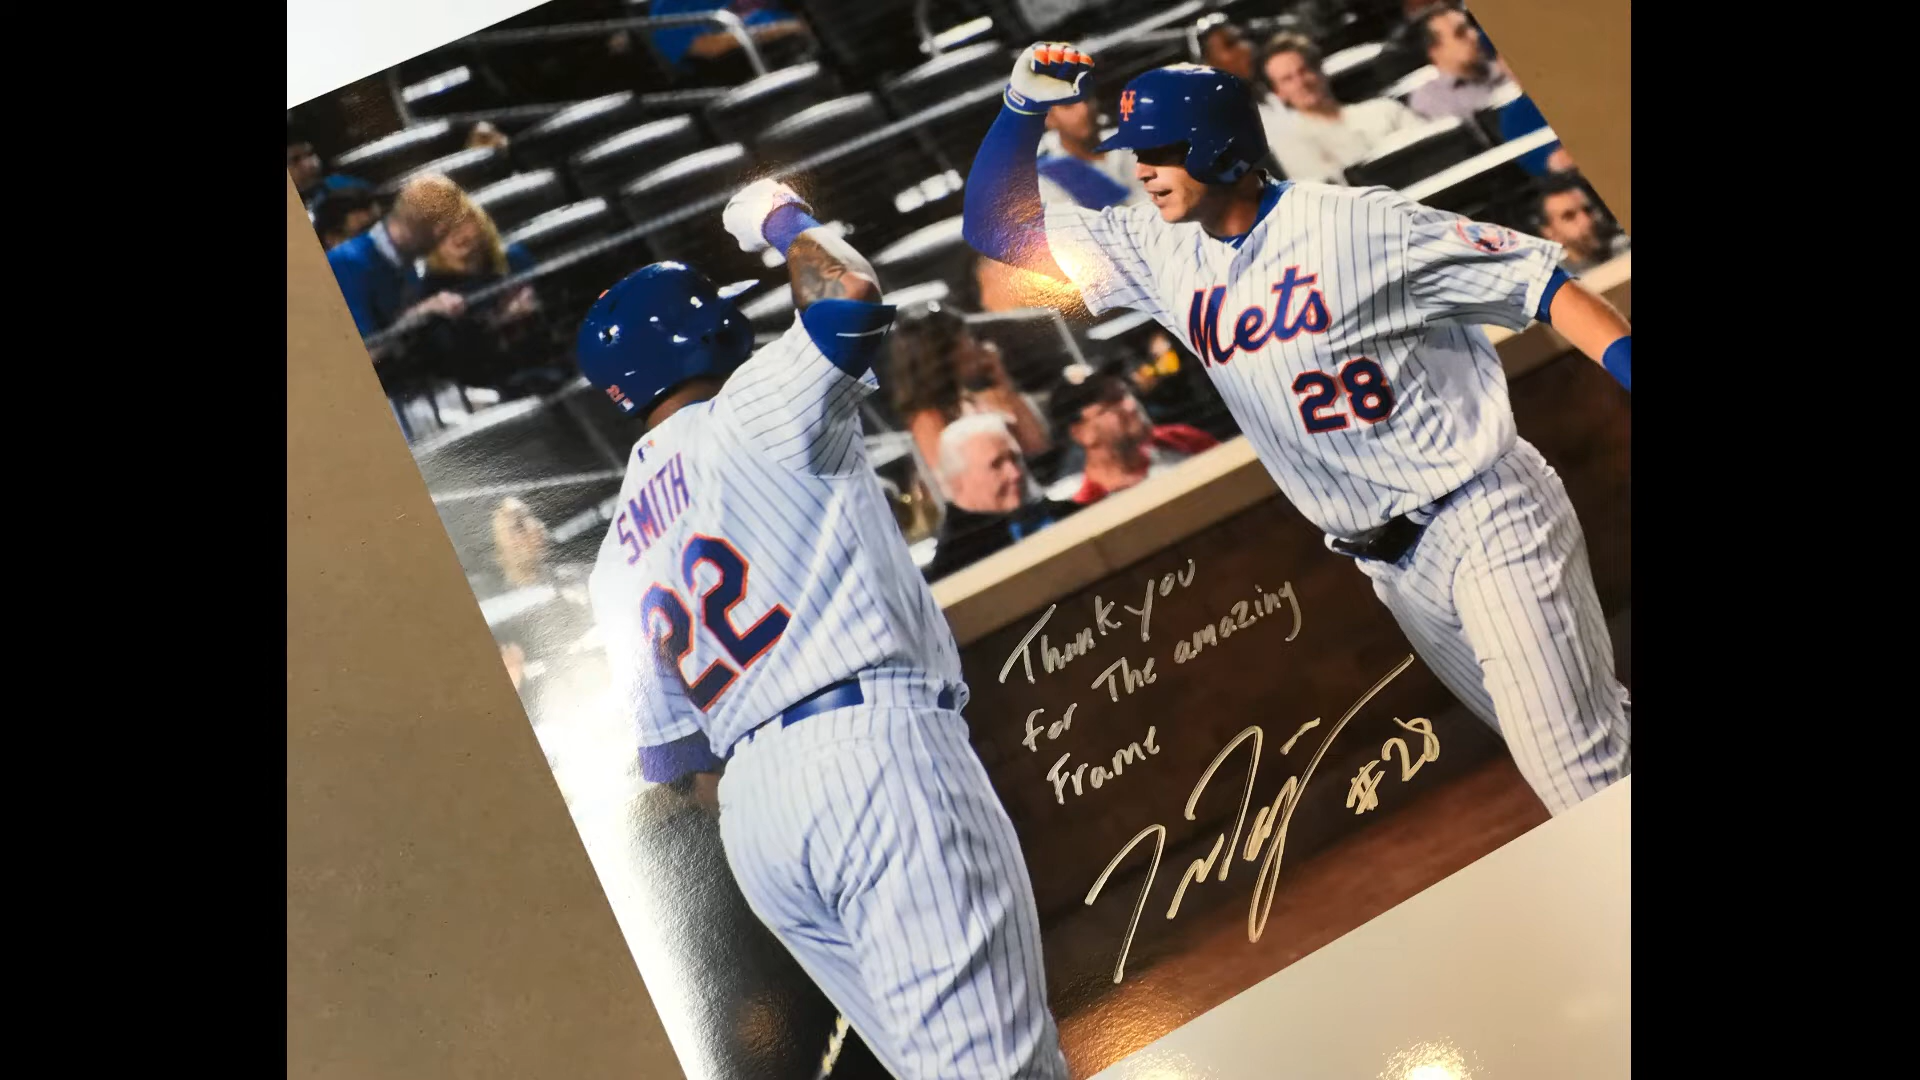 Mets
28
SMITH
22
Thank you
for The amazing
Frame
#28